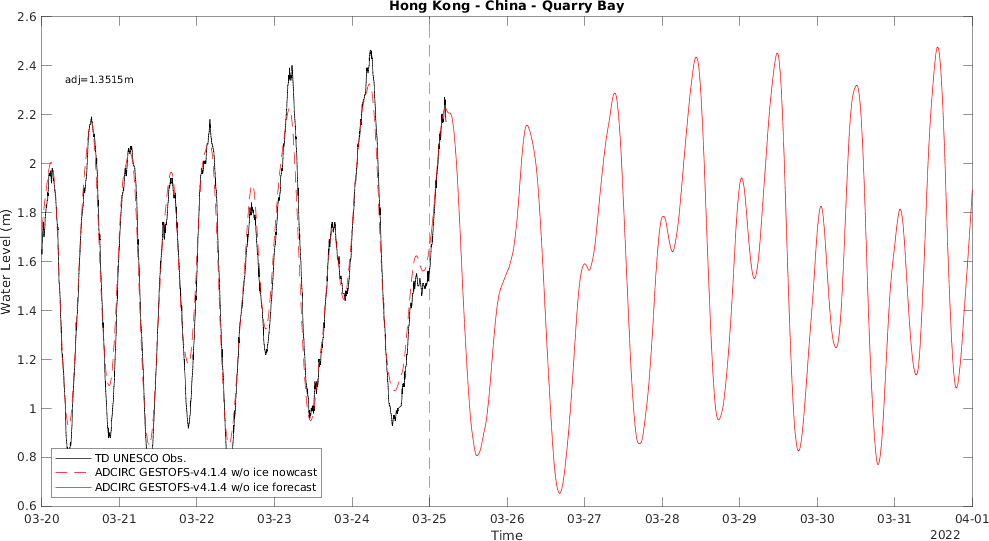 Hong Kong - China - Quarry Bay
2.6
2.4
2.2
2
1.8
1.6
1.4
1.2
1
0.8
0.6
Water Level (m)
adj=1.3515m
TD UNESCO Obs.
ADCIRC GESTOFS-v4.1.4 w/o ice nowcast
ADCIRC GESTOFS-v4.1.4 w/o ice forecast
03-20 03-21 03-22 03-23 03-24 03-25 03-26 03-27 03-28 03-29 03-30 03-31 04-01
Time
2022